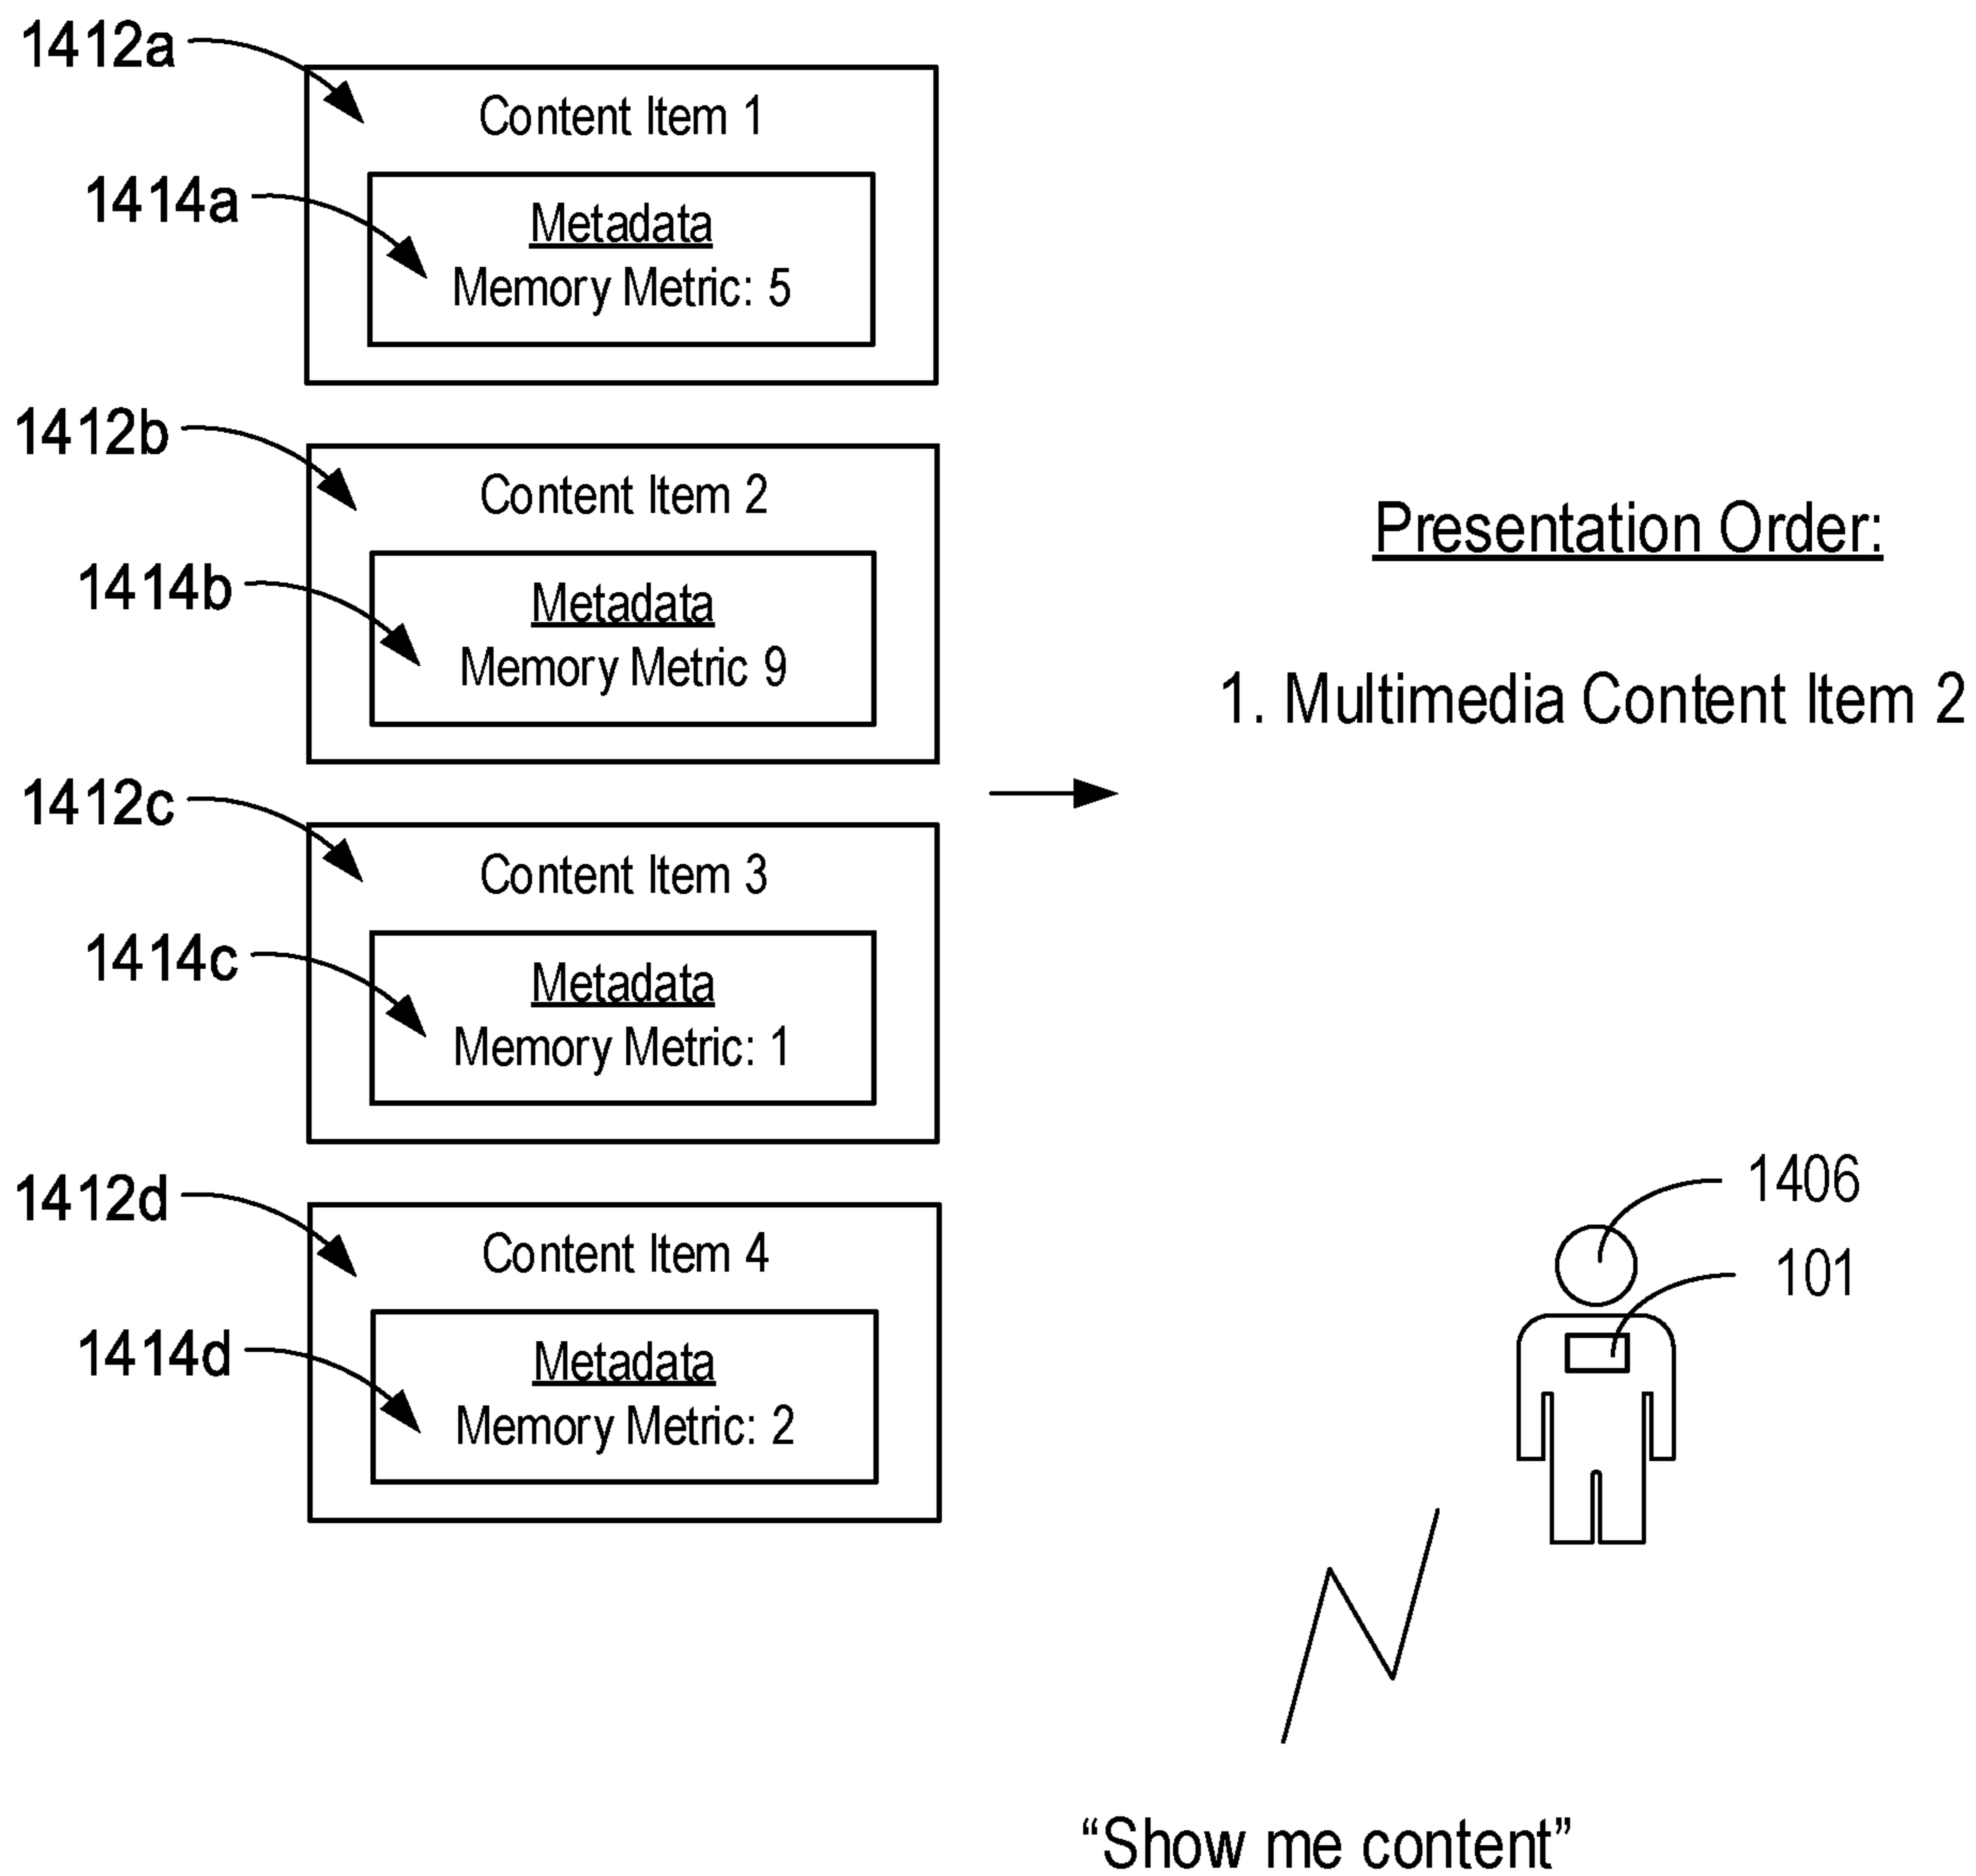 1412a
Content Item 1
1414a
Metadata
Memory Metric: 5
1412b
Content Item 2
1414b
Metadata
Memory Metric 9
1412c
Content Item 3
1414c
Metadata
Memory Metric: 1
1412d
Content Item 4
1414d
Metadata
Memory Metric: 2
Presentation Order:
1. Multimedia Content Item 2
1406
101
“Show me content”